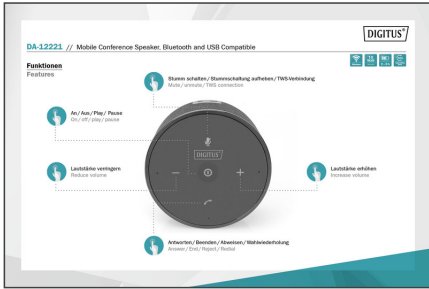 DIGITUS®
DA-12221 // Mobile Conference Speaker, Bluetooth and USB Compatible
Funktionen
Features
Stumm schalten / Stummschaltung aufheben / TWS-Verbindung
Mute / unmute / TWS connection
An / Aus / Play / Pause
On / off / play / pause
DIGITUS
Lautstärke verringern
Reduce volume
Lautstärke erhöhen
Increase volume
Antworten / Beenden / Abweisen / Wahlwiederholung
Answer / End / Reject / Redial